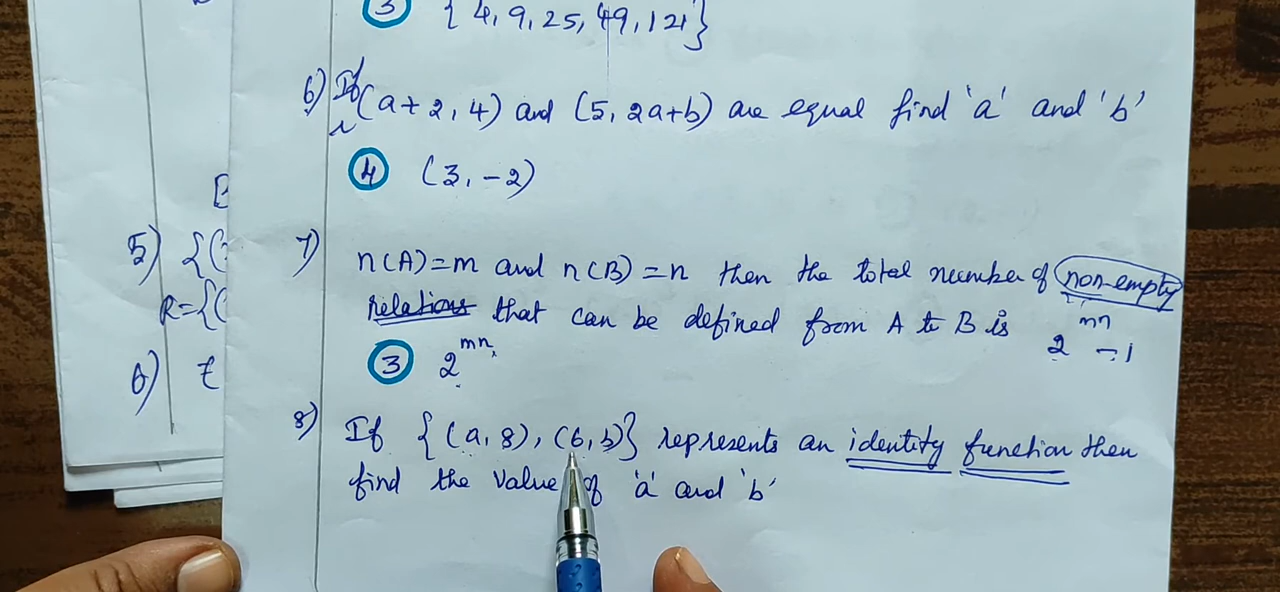 3 {4, 9, 25, 49, 121}
6) If (a+2, 4) and (5, 2a+b) are equal find 'a' and 'b'
4 (3, -2)
7) n(A)=m and n(B)=n then the total number of non-empty
relations that can be defined from A to B is 2^mn -1
3 2^mn
8) If {(a, 8), (6, b)} represents an identity function then
find the value of 'a' and 'b'
5) {(
R={(
6) t